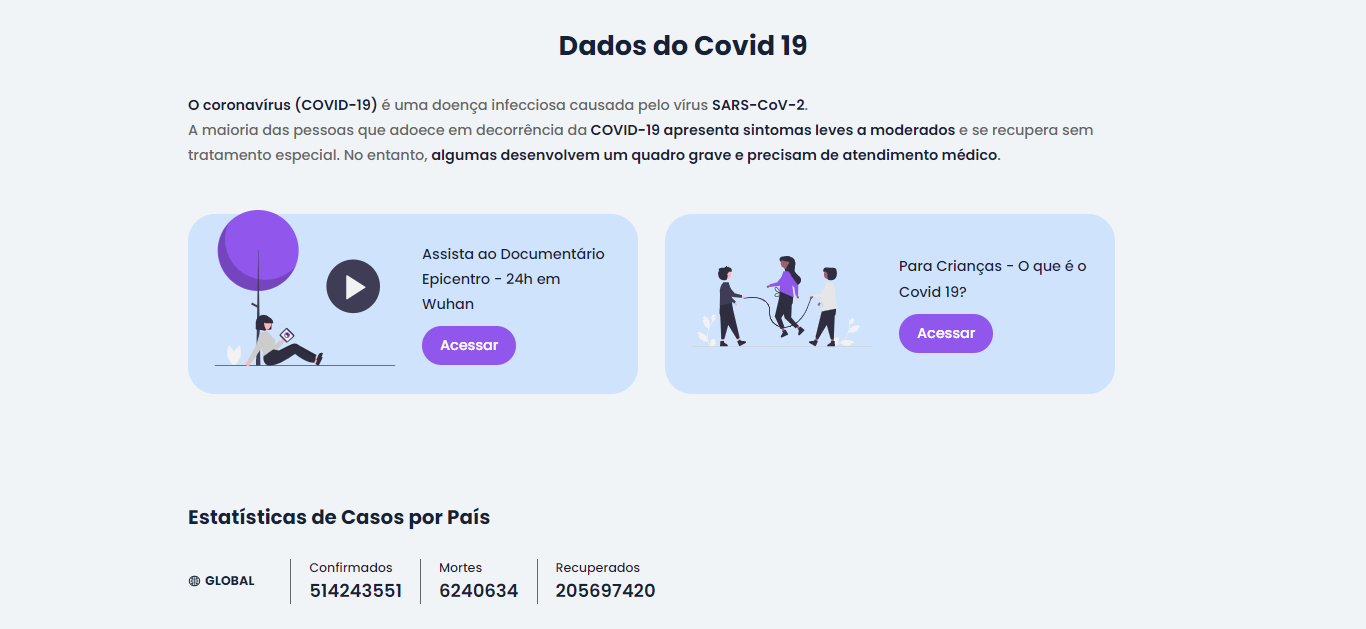 Dados do Covid 19
O coronavírus (COVID-19) é uma doença infecciosa causada pelo vírus SARS-CoV-2.
A maioria das pessoas que adoece em decorrência da COVID-19 apresenta sintomas leves a moderados e se recupera sem
tratamento especial. No entanto, algumas desenvolvem um quadro grave e precisam de atendimento médico.
Assista ao Documentário
Epicentro - 24h em
Wuhan
Acessar
Para Crianças - O que é o
Covid 19?
Acessar
Estatísticas de Casos por País
GLOBAL
Confirmados
514243551
Mortes
6240634
Recuperados
205697420